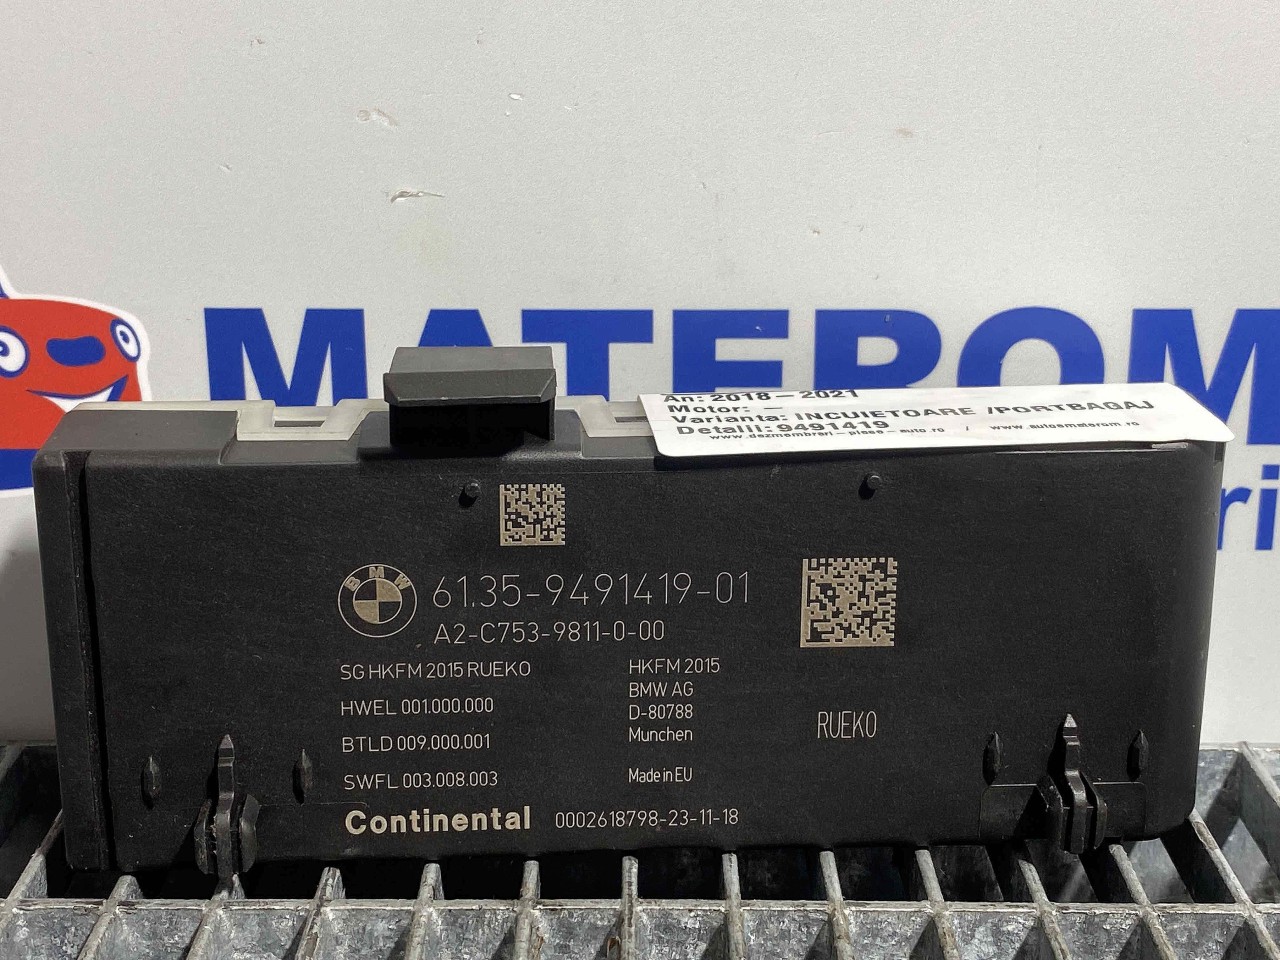 MATEROM
ri
An: 2018 - 2021
Motor: -
Varianta: INCUIETOARE /PORTBAGAJ
Detalii: 9491419
www.dezmembrari-piese-auto.ro / www.autosmaterom.ro
BMW
61.35-9491419-01
A2-C753-9811-0-00
SG HKFM 2015 RUEKO
HWEL 001.000.000
BTLD 009.000.001
SWFL 003.008.003
HKFM 2015
BMW AG
D-80788
Munchen
Made in EU
RUEKO
Continental 0002618798-23-11-18